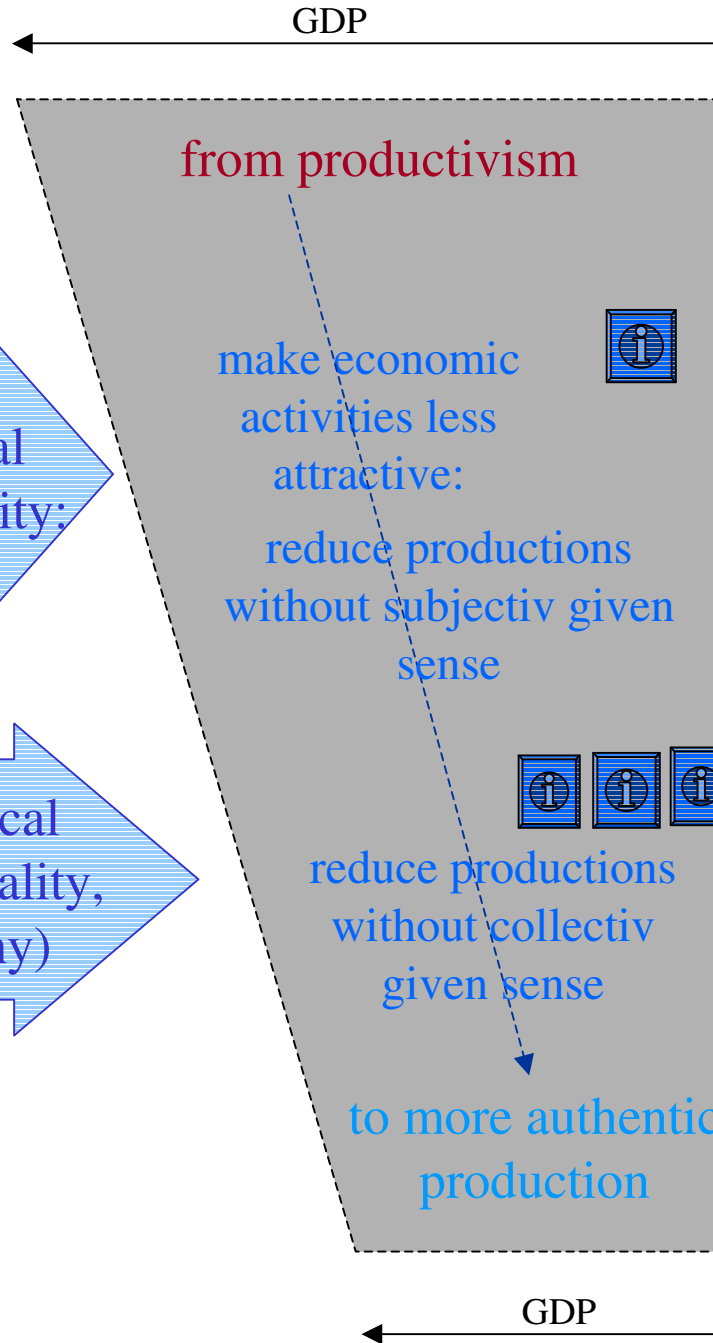 GDP
from productivism
make economic
activities less
attractive:
reduce productions
without subjectiv given
sense
reduce productions
without collectiv
given sense
to more authentic
production
GDP